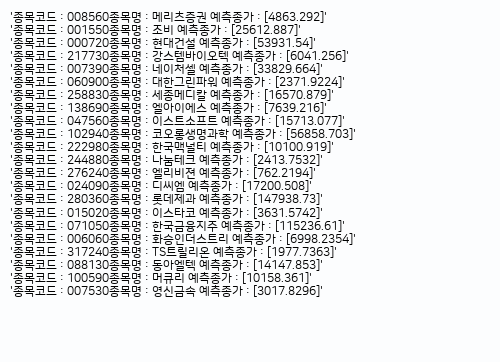 '종목코드 : 008560종목명 : 메리츠증권 예측종가 : [4863.292]'
'종목코드 : 001550종목명 : 조비 예측종가 : [25612.887]'
'종목코드 : 000720종목명 : 현대건설 예측종가 : [53931.54]'
'종목코드 : 217730종목명 : 강스템바이오텍 예측종가 : [6041.256]'
'종목코드 : 007390종목명 : 네이처셀 예측종가 : [33829.664]'
'종목코드 : 060900종목명 : 대한그린파워 예측종가 : [2371.9224]'
'종목코드 : 258830종목명 : 세종메디칼 예측종가 : [16570.879]'
'종목코드 : 138690종목명 : 엘아이에스 예측종가 : [7639.216]'
'종목코드 : 047560종목명 : 이스트소프트 예측종가 : [15713.077]'
'종목코드 : 102940종목명 : 코오롱생명과학 예측종가 : [56858.703]'
'종목코드 : 222980종목명 : 한국맥널티 예측종가 : [10100.919]'
'종목코드 : 244880종목명 : 나눔테크 예측종가 : [2413.7532]'
'종목코드 : 276240종목명 : 엘리비젼 예측종가 : [762.2194]'
'종목코드 : 024090종목명 : 디씨엠 예측종가 : [17200.508]'
'종목코드 : 280360종목명 : 롯데제과 예측종가 : [147938.73]'
'종목코드 : 015020종목명 : 이스타코 예측종가 : [3631.5742]'
'종목코드 : 071050종목명 : 한국금융지주 예측종가 : [115236.61]'
'종목코드 : 006060종목명 : 화승인더스트리 예측종가 : [6998.2354]'
'종목코드 : 317240종목명 : TS트릴리온 예측종가 : [1977.7363]'
'종목코드 : 088130종목명 : 동아엘텍 예측종가 : [14147.853]'
'종목코드 : 100590종목명 : 머큐리 예측종가 : [10158.361]'
'종목코드 : 007530종목명 : 영신금속 예측종가 : [3017.8296]'